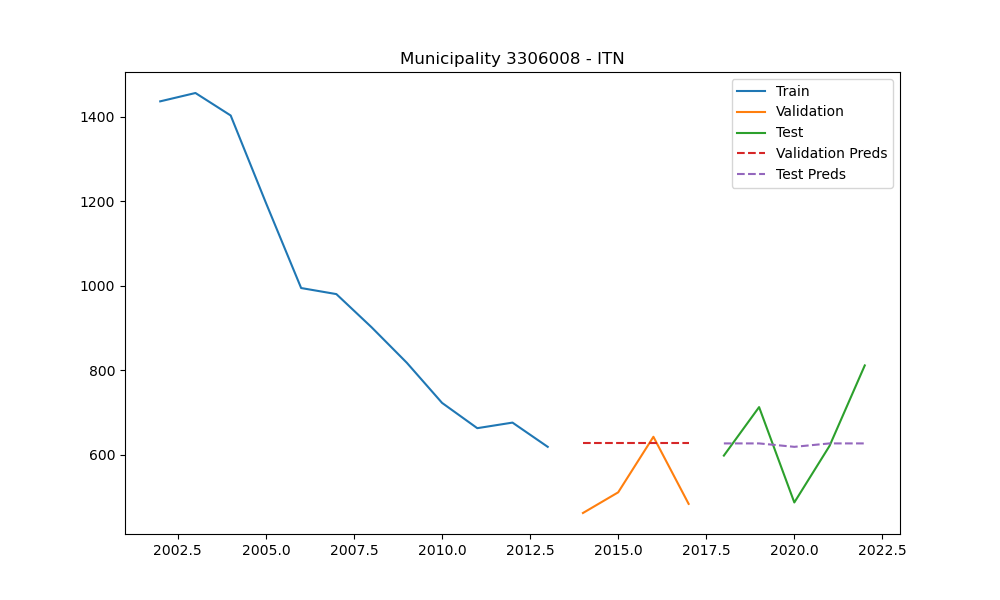 Municipality 3306008 - ITN
Train
Validation
Test
Validation Preds
Test Preds
1400
1200
1000
800
600
2002.5 2005.0 2007.5 2010.0 2012.5 2015.0 2017.5 2020.0 2022.5